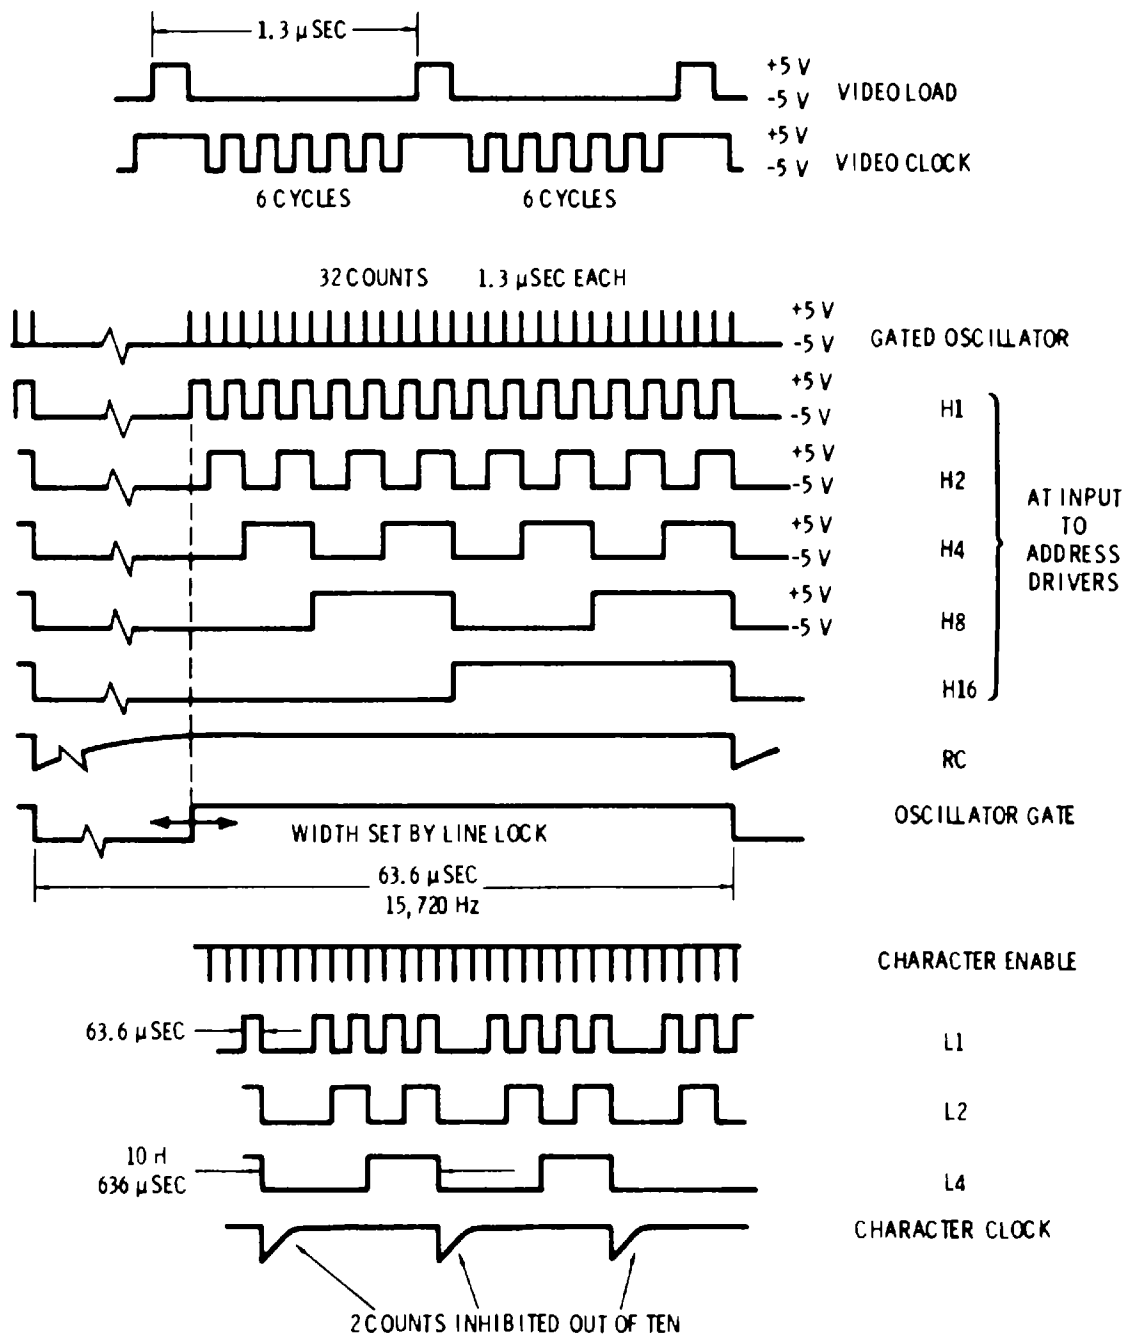 1.3 µSEC
+5 V
-5 V VIDEO LOAD
+5 V
-5 V VIDEO CLOCK
6 CYCLES 6 CYCLES
32 COUNTS 1.3 µSEC EACH
+5 V
-5 V GATED OSCILLATOR
+5 V
-5 V H1
+5 V
-5 V H2
+5 V
-5 V H4
+5 V
-5 V H8
H16
AT INPUT
TO
ADDRESS
DRIVERS
RC
OSCILLATOR GATE
WIDTH SET BY LINE LOCK
63.6 µSEC
15,720 Hz
CHARACTER ENABLE
63.6 µSEC
L1
L2
10 H
636 µSEC
L4
CHARACTER CLOCK
2 COUNTS INHIBITED OUT OF TEN